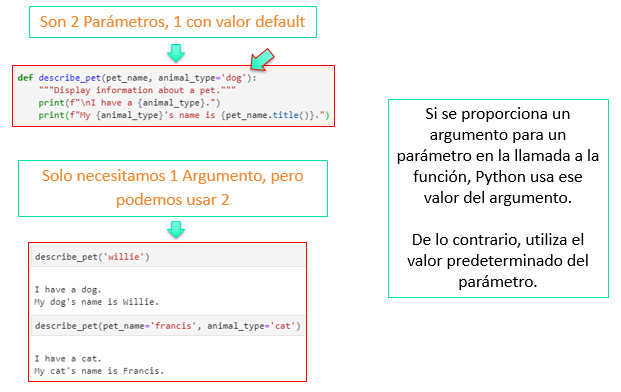 Son 2 Parámetros, 1 con valor default
def describe_pet(pet_name, animal_type='dog'):
    """Display information about a pet."""
    print(f"\nI have a {animal_type}.")
    print(f"My {animal_type}'s name is {pet_name.title()}.")
Solo necesitamos 1 Argumento, pero
podemos usar 2
describe_pet('willie')
I have a dog.
My dog's name is Willie.
describe_pet(pet_name='francis', animal_type='cat')
I have a cat.
My cat's name is Francis.
Si se proporciona un
argumento para un
parámetro en la llamada a la
función, Python usa ese
valor del argumento.
De lo contrario, utiliza el
valor predeterminado del
parámetro.